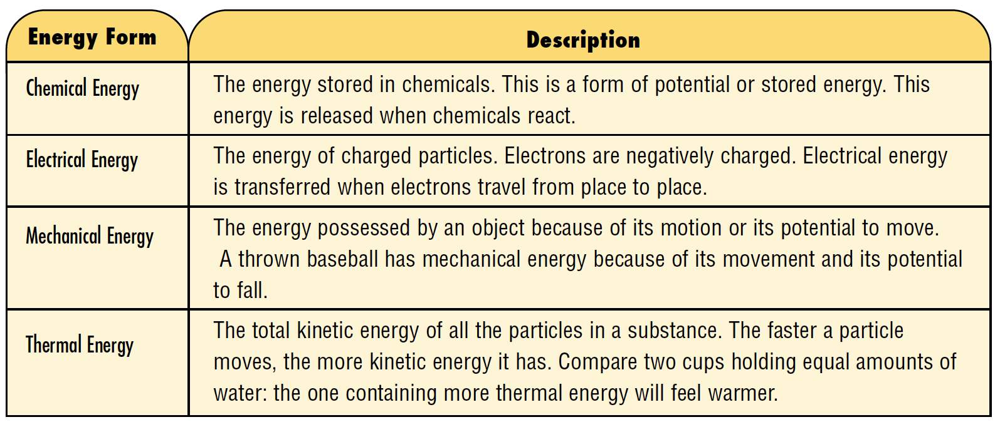 Energy Form
Description
Chemical Energy
The energy stored in chemicals. This is a form of potential or stored energy. This
energy is released when chemicals react.
Electrical Energy
The energy of charged particles. Electrons are negatively charged. Electrical energy
is transferred when electrons travel from place to place.
Mechanical Energy
The energy possessed by an object because of its motion or its potential to move.
A thrown baseball has mechanical energy because of its movement and its potential
to fall.
Thermal Energy
The total kinetic energy of all the particles in a substance. The faster a particle
moves, the more kinetic energy it has. Compare two cups holding equal amounts of
water: the one containing more thermal energy will feel warmer.